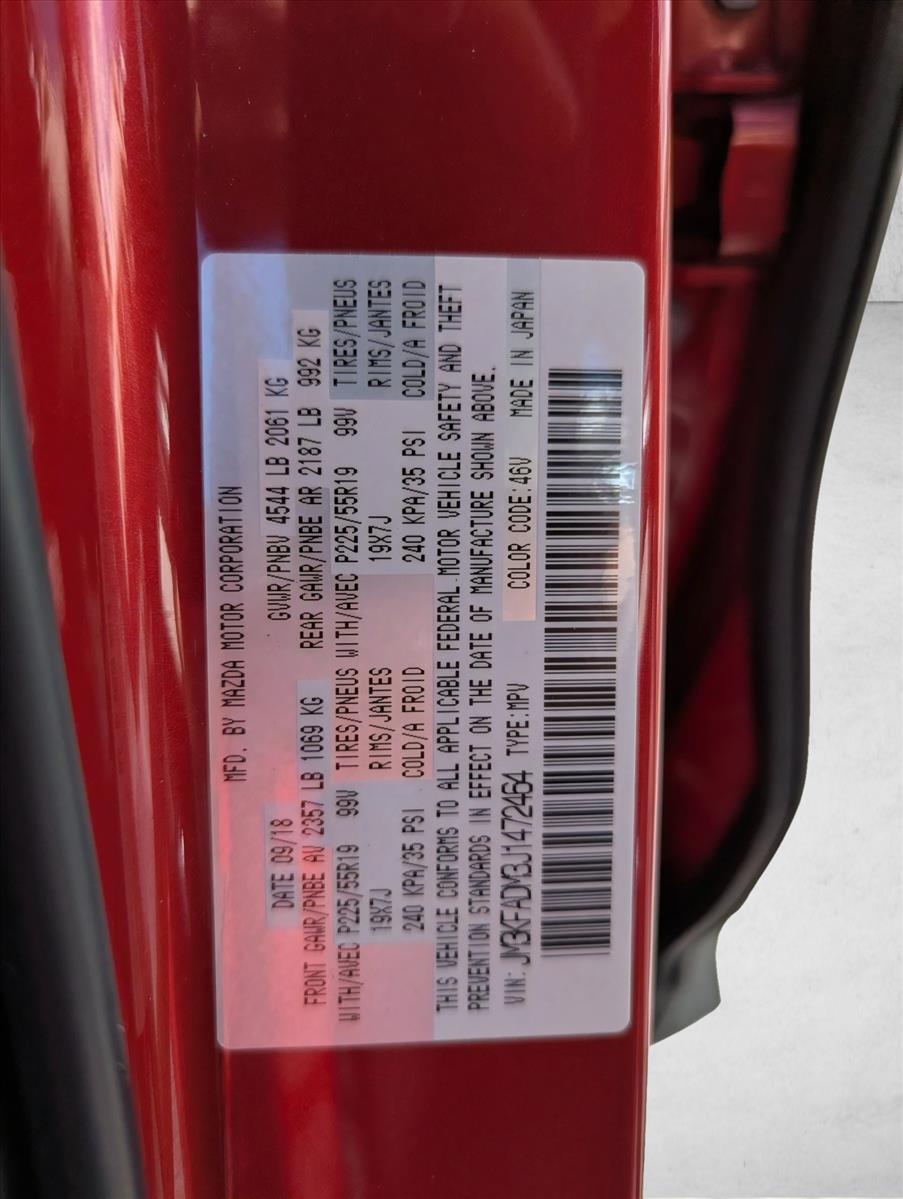 MFD. BY MAZDA MOTOR CORPORATION
DATE 09/18 GVWR/PNBV 4544 LB 2061 KG
FRONT GAWR/PNBE AV 2357 LB 1069 KG REAR GAWR/PNBE AR 2187 LB 992 KG
WITH/AVEC P225/55R19 99V TIRES/PNEUS WITH/AVEC P225/55R19 99V TIRES/PNEUS
19X7J RIMS/JANTES 19X7J RIMS/JANTES
240 KPA/35 PSI COLD/A FROID 240 KPA/35 PSI COLD/A FROID
THIS VEHICLE CONFORMS TO ALL APPLICABLE FEDERAL MOTOR VEHICLE SAFETY AND THEFT
PREVENTION STANDARDS IN EFFECT ON THE DATE OF MANUFACTURE SHOWN ABOVE.
VIN: JM3KFADM3J1472464 TYPE:MPV COLOR CODE:46V MADE IN JAPAN